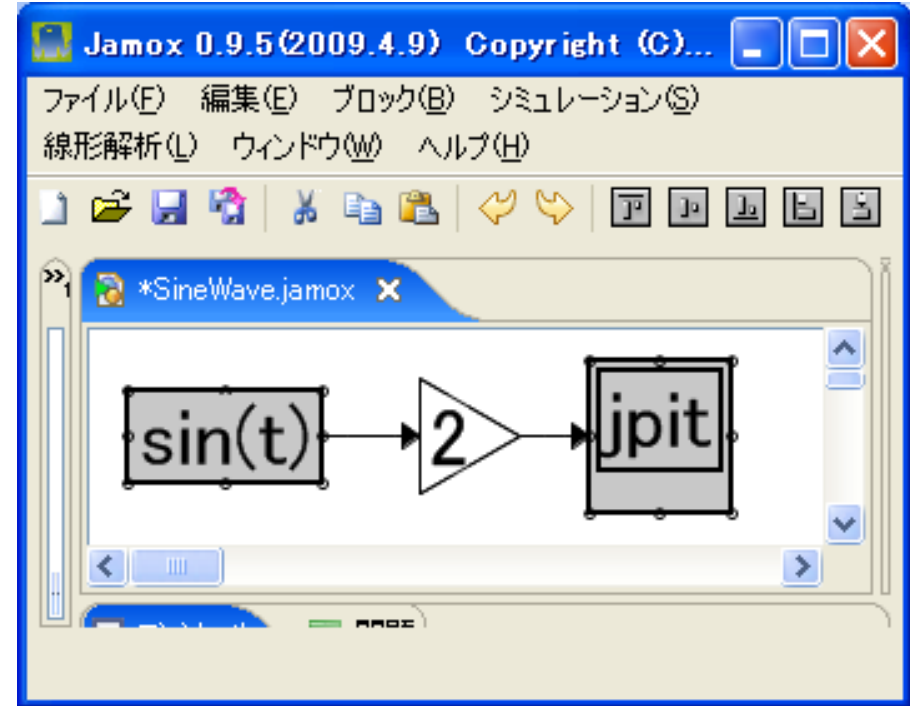 Jamox 0.9.5(2009.4.9) Copyright (C)...
ファイル(F) 編集(E) ブロック(B) シミュレーション(S)
線形解析(L) ウィンドウ(W) ヘルプ(H)
»1
*SineWave.jamox
sin(t) 2 jpit